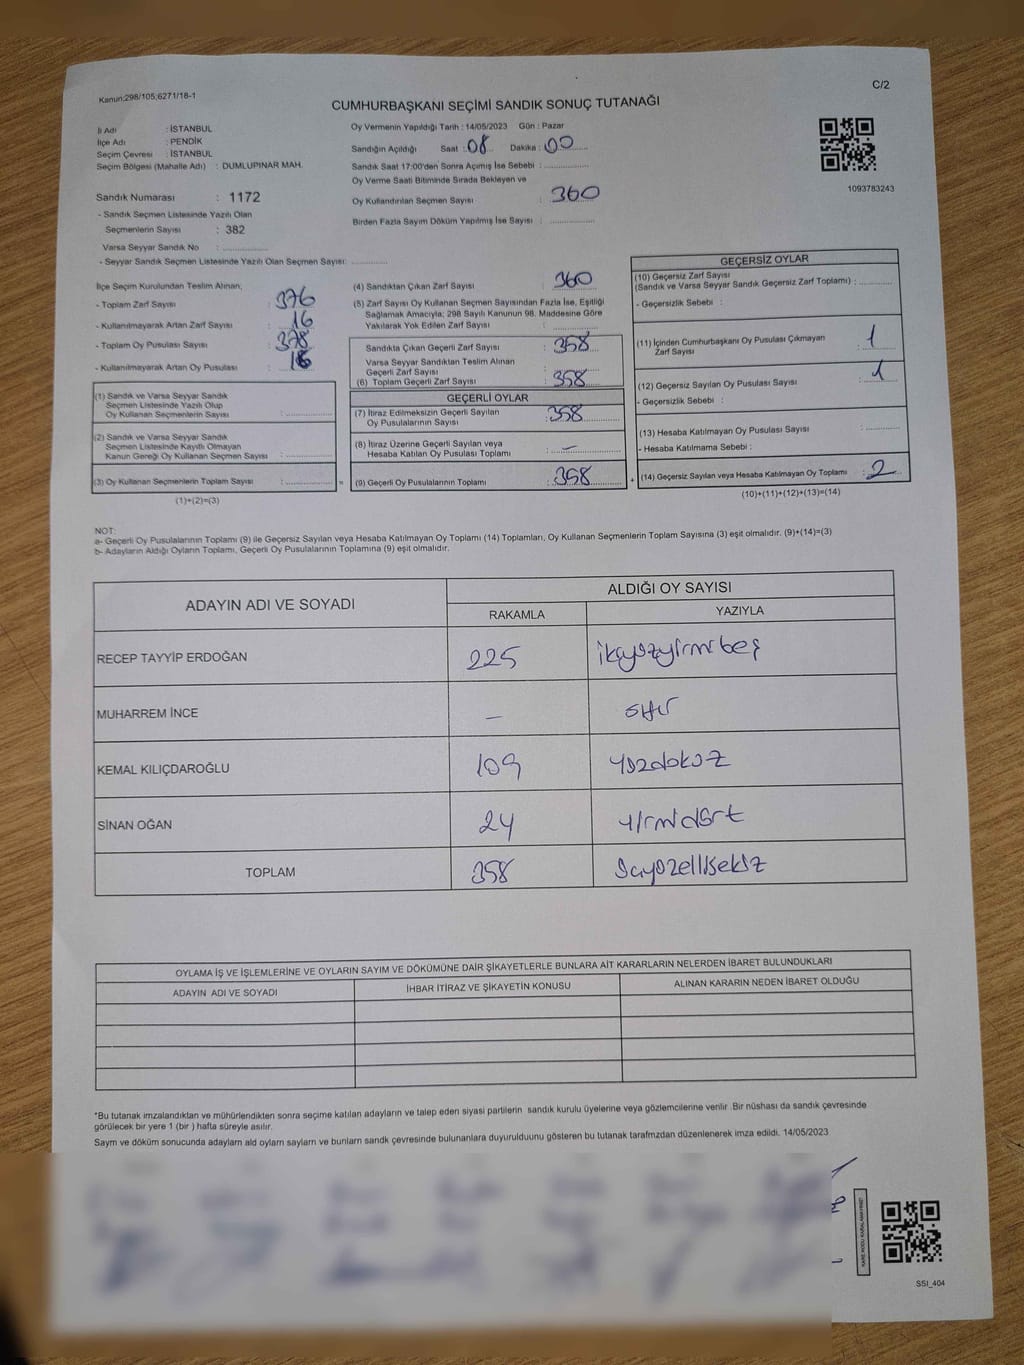 Kanun:298/105;6271/18-1
C/2
CUMHURBAŞKANI SEÇİMİ SANDIK SONUÇ TUTANAĞI
İl Adı : İSTANBUL
İlçe Adı : PENDİK
Seçim Çevresi : İSTANBUL
Seçim Bölgesi (Mahalle Adı) : DUMLUPINAR MAH.
Sandık Numarası : 1172
- Sandık Seçmen Listesinde Yazılı Olan
Seçmenlerin Sayısı : 382
Varsa Seyyar Sandık No : ................
- Seyyar Sandık Seçmen Listesinde Yazılı Olan Seçmen Sayısı: ............
Oy Vermenin Yapıldığı Tarih : 14/05/2023 Gün : Pazar
Sandığın Açıldığı Saat : 08 Dakika : 00
Sandık Saat 17:00'den Sonra Açımış İse Sebebi : ................
Oy Verme Saati Bitiminde Sırada Bekleyen ve
Oy Kullandırılan Seçmen Sayısı : 360
Birden Fazla Sayım Döküm Yapılmış İse Sayısı : ................
1093783243
İlçe Seçim Kurulundan Teslim Alınan;
- Toplam Zarf Sayısı : 376
- Kullanılmayarak Artan Zarf Sayısı : 16
- Toplam Oy Pusulası Sayısı : 378
- Kullanılmayarak Artan Oy Pusulası : 18
(1) Sandık ve Varsa Seyyar Sandık
Seçmen Listesinde Yazılı Olup
Oy Kullanan Seçmenlerin Sayısı : ................
(2) Sandık ve Varsa Seyyar Sandık
Seçmen Listesinde Kayıtlı Olmayan
Kanun Gereği Oy Kullanan Seçmen Sayısı : ................
(3) Oy Kullanan Seçmenlerin Toplam Sayısı : ................
(1)+(2)=(3)
(4) Sandıktan Çıkan Zarf Sayısı : 360
(5) Zarf Sayısı Oy Kullanan Seçmen Sayısından Fazla İse, Eşitliği
Sağlamak Amacıyla; 298 Sayılı Kanunun 98. Maddesine Göre
Yakılarak Yok Edilen Zarf Sayısı : ................
Sandıkta Çıkan Geçerli Zarf Sayısı : 358
Varsa Seyyar Sandıktan Teslim Alınan
Geçerli Zarf Sayısı : ................
(6) Toplam Geçerli Zarf Sayısı : 358
GEÇERLİ OYLAR
(7) İtiraz Edilmeksizin Geçerli Sayılan
Oy Pusulalarının Sayısı : 358
(8) İtiraz Üzerine Geçerli Sayılan veya
Hesaba Katılan Oy Pusulası Toplamı : —
= (9) Geçerli Oy Pusulalarının Toplamı : 358 +
GEÇERSİZ OYLAR
(10) Geçersiz Zarf Sayısı
(Sandık ve Varsa Seyyar Sandık Geçersiz Zarf Toplamı) : ............
- Geçersizlik Sebebi :
(11) İçinden Cumhurbaşkanı Oy Pusulası Çıkmayan
Zarf Sayısı : 1
(12) Geçersiz Sayılan Oy Pusulası Sayısı : 1
- Geçersizlik Sebebi :
(13) Hesaba Katılmayan Oy Pusulası Sayısı : ............
- Hesaba Katılmama Sebebi :
(14) Geçersiz Sayılan veya Hesaba Katılmayan Oy Toplamı : 2
(10)+(11)+(12)+(13)=(14)
NOT:
a- Geçerli Oy Pusulalarının Toplamı (9) ile Geçersiz Sayılan veya Hesaba Katılmayan Oy Toplamı (14) Toplamları, Oy Kullanan Seçmenlerin Toplam Sayısına (3) eşit olmalıdır. (9)+(14)=(3)
b- Adayların Aldığı Oyların Toplamı, Geçerli Oy Pusulalarının Toplamına (9) eşit olmalıdır.
ADAYIN ADI VE SOYADI ALDIĞI OY SAYISI
RAKAMLA YAZIYLA
RECEP TAYYİP ERDOĞAN 225 ikiyüzyirmibeş
MUHARREM İNCE — sıfır
KEMAL KILIÇDAROĞLU 109 yüzdokuz
SİNAN OĞAN 24 yirmidört
TOPLAM 358 üçyüzellisekiz
OYLAMA İŞ VE İŞLEMLERİNE VE OYLARIN SAYIM VE DÖKÜMÜNE DAİR ŞİKAYETLERLE BUNLARA AİT KARARLARIN NELERDEN İBARET BULUNDUKLARI
ADAYIN ADI VE SOYADI İHBAR İTİRAZ VE ŞİKAYETİN KONUSU ALINAN KARARIN NEDEN İBARET OLDUĞU
*Bu tutanak imzalandıktan ve mühürlendikten sonra seçime katılan adayların ve talep eden siyasi partilerin sandık kurulu üyelerine veya gözlemcilerine verilir .Bir nüshası da sandık çevresinde
görülecek bir yere 1 (bir ) hafta süreyle asılır.
Saym ve döküm sonucunda adaylarn ald oylarn saylarn ve bunlarn sandk çevresinde bulunanlara duyurulduunu gösteren bu tutanak tarafmzdan düzenlenerek imza edildi. 14/05/2023
SSI_404